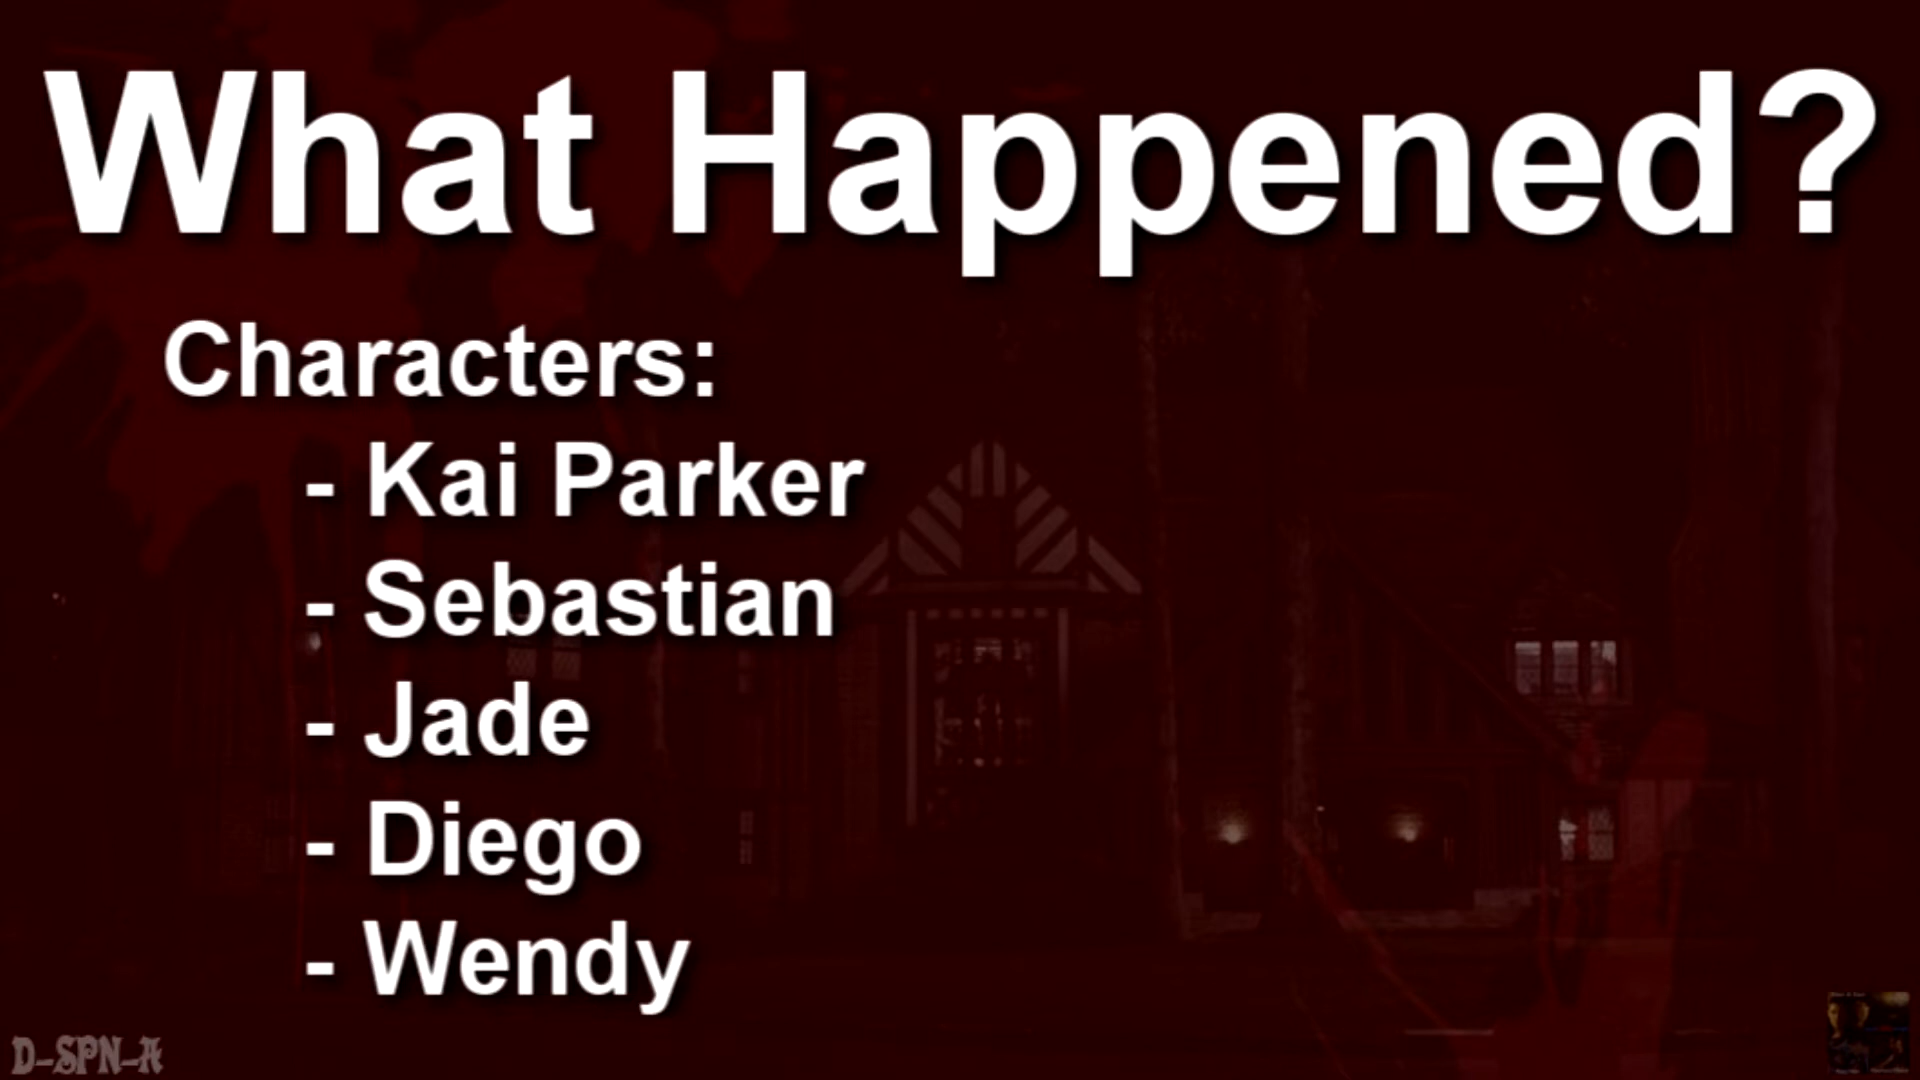 What Happened?
Characters:
- Kai Parker
- Sebastian
- Jade
- Diego
- Wendy
D-SPN-A